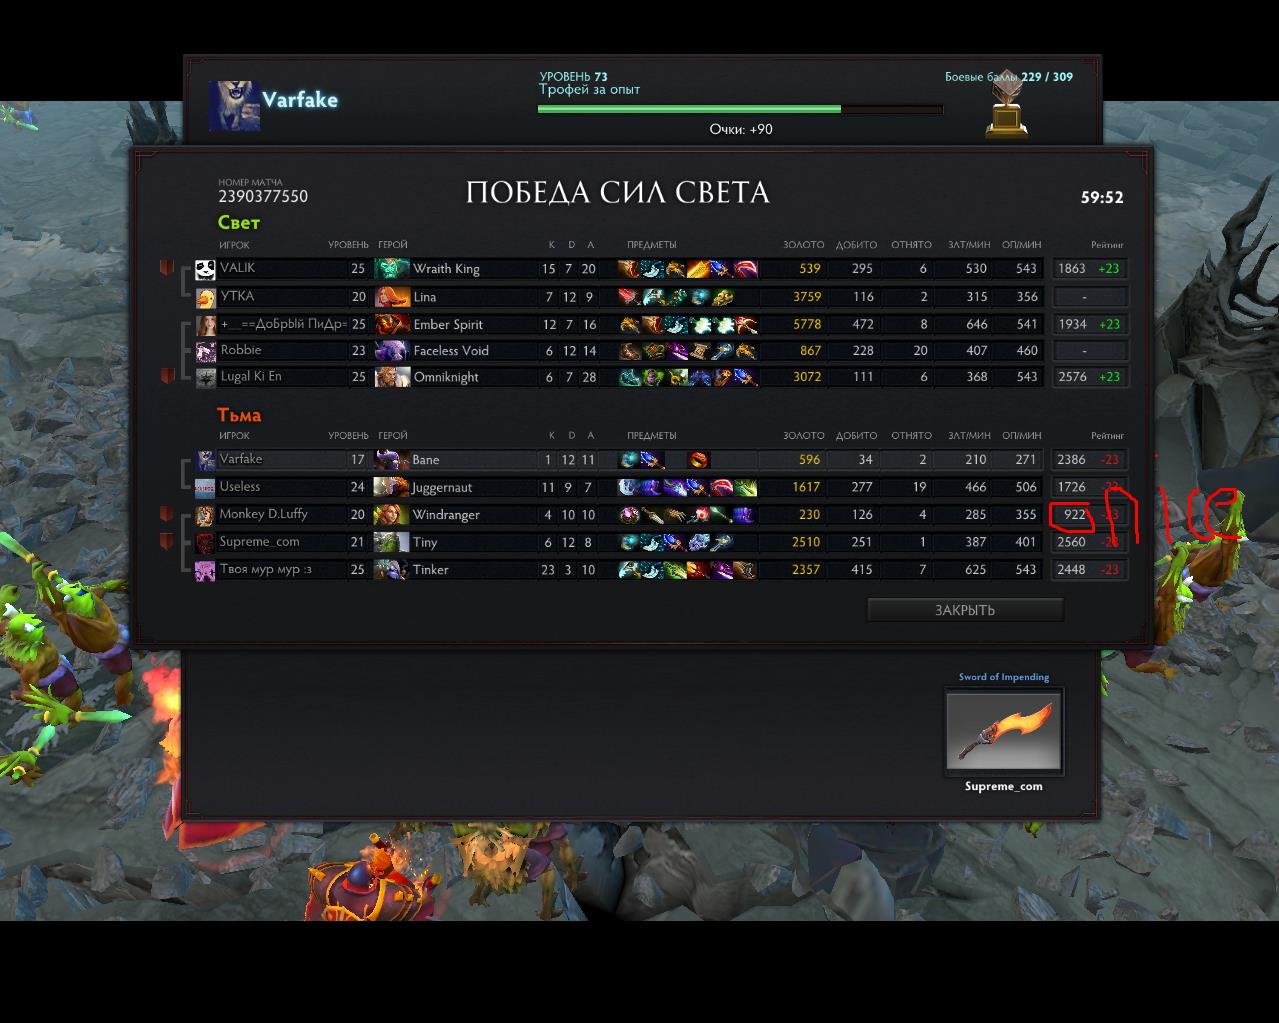 Varfake
УРОВЕНЬ 73
Трофей за опыт
Очки: +90
Боевые баллы 229 / 309
НОМЕР МАТЧА
2390377550
ПОБЕДА СИЛ СВЕТА
59:52
Свет
ИГРОК УРОВЕНЬ ГЕРОЙ K D A ПРЕДМЕТЫ ЗОЛОТО ДОБИТО ОТНЯТО ЗЛТ/МИН ОП/МИН Рейтинг
VALIK 25 Wraith King 15 7 20 539 295 6 530 543 1863 +23
УТКА 20 Lina 7 12 9 3759 116 2 315 356 -
+__==ДоБрЫй ПиДр= 25 Ember Spirit 12 7 16 5778 472 8 646 541 1934 +23
Robbie 23 Faceless Void 6 12 14 867 228 20 407 460 -
Lugal Ki En 25 Omniknight 6 7 28 3072 111 6 368 543 2576 +23
Тьма
ИГРОК УРОВЕНЬ ГЕРОЙ K D A ПРЕДМЕТЫ ЗОЛОТО ДОБИТО ОТНЯТО ЗЛТ/МИН ОП/МИН Рейтинг
Varfake 17 Bane 1 12 11 596 34 2 210 271 2386 -23
Useless 24 Juggernaut 11 9 7 1617 277 19 466 506 1726 -23
Monkey D.Luffy 20 Windranger 4 10 10 230 126 4 285 355 922 -23
nice
Supreme_com 21 Tiny 6 12 8 2510 251 1 387 401 2560 -23
Твоя мур мур :з 25 Tinker 23 3 10 2357 415 7 625 543 2448 -23
ЗАКРЫТЬ
Sword of Impending
Supreme_com